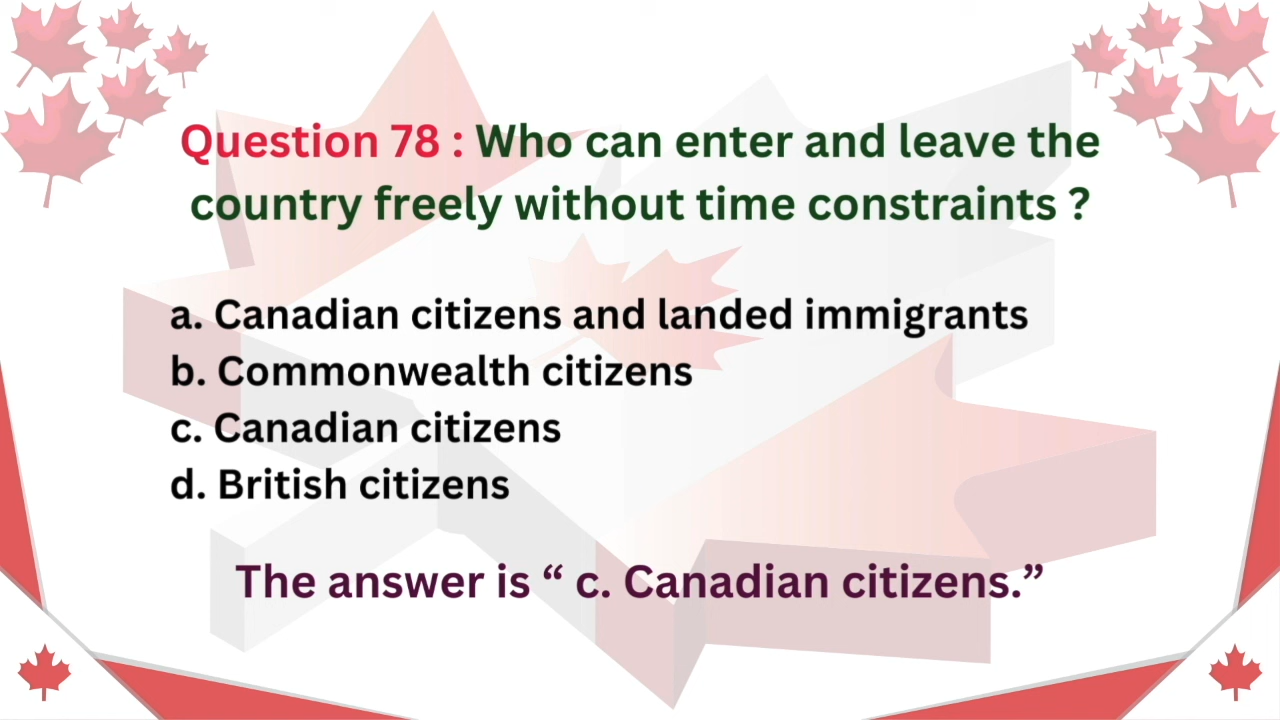 Question 78 : Who can enter and leave the
country freely without time constraints ?
a. Canadian citizens and landed immigrants
b. Commonwealth citizens
c. Canadian citizens
d. British citizens
The answer is “ c. Canadian citizens.”